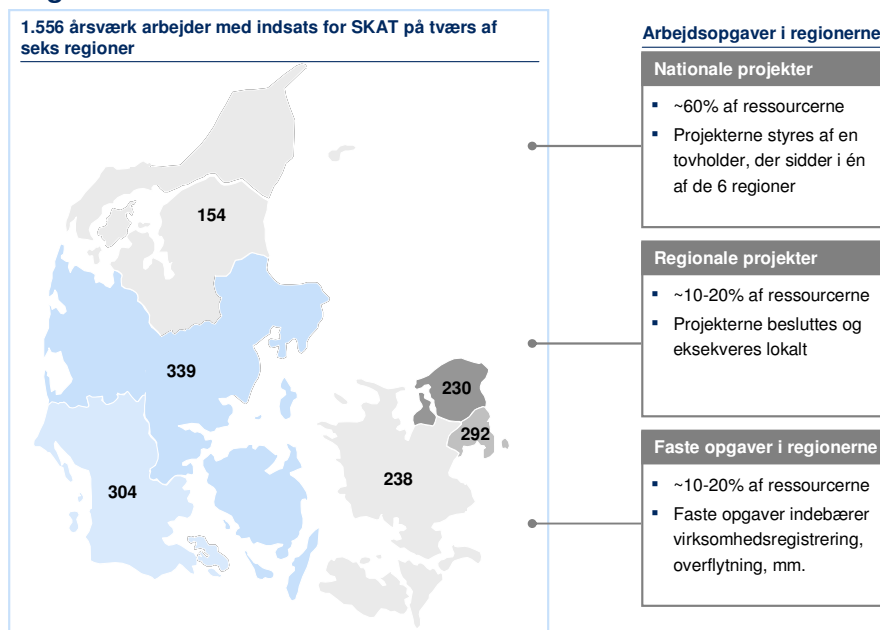 1.556 årsværk arbejder med indsats for SKAT på tværs af
seks regioner
154
339
304
230
292
238
Arbejdsopgaver i regionerne
Nationale projekter
▪ ~60% af ressourcerne
▪ Projekterne styres af en
tovholder, der sidder i én
af de 6 regioner
Regionale projekter
▪ ~10-20% af ressourcerne
▪ Projekterne besluttes og
eksekveres lokalt
Faste opgaver i regionerne
▪ ~10-20% af ressourcerne
▪ Faste opgaver indebærer
virksomhedsregistrering,
overflytning, mm.